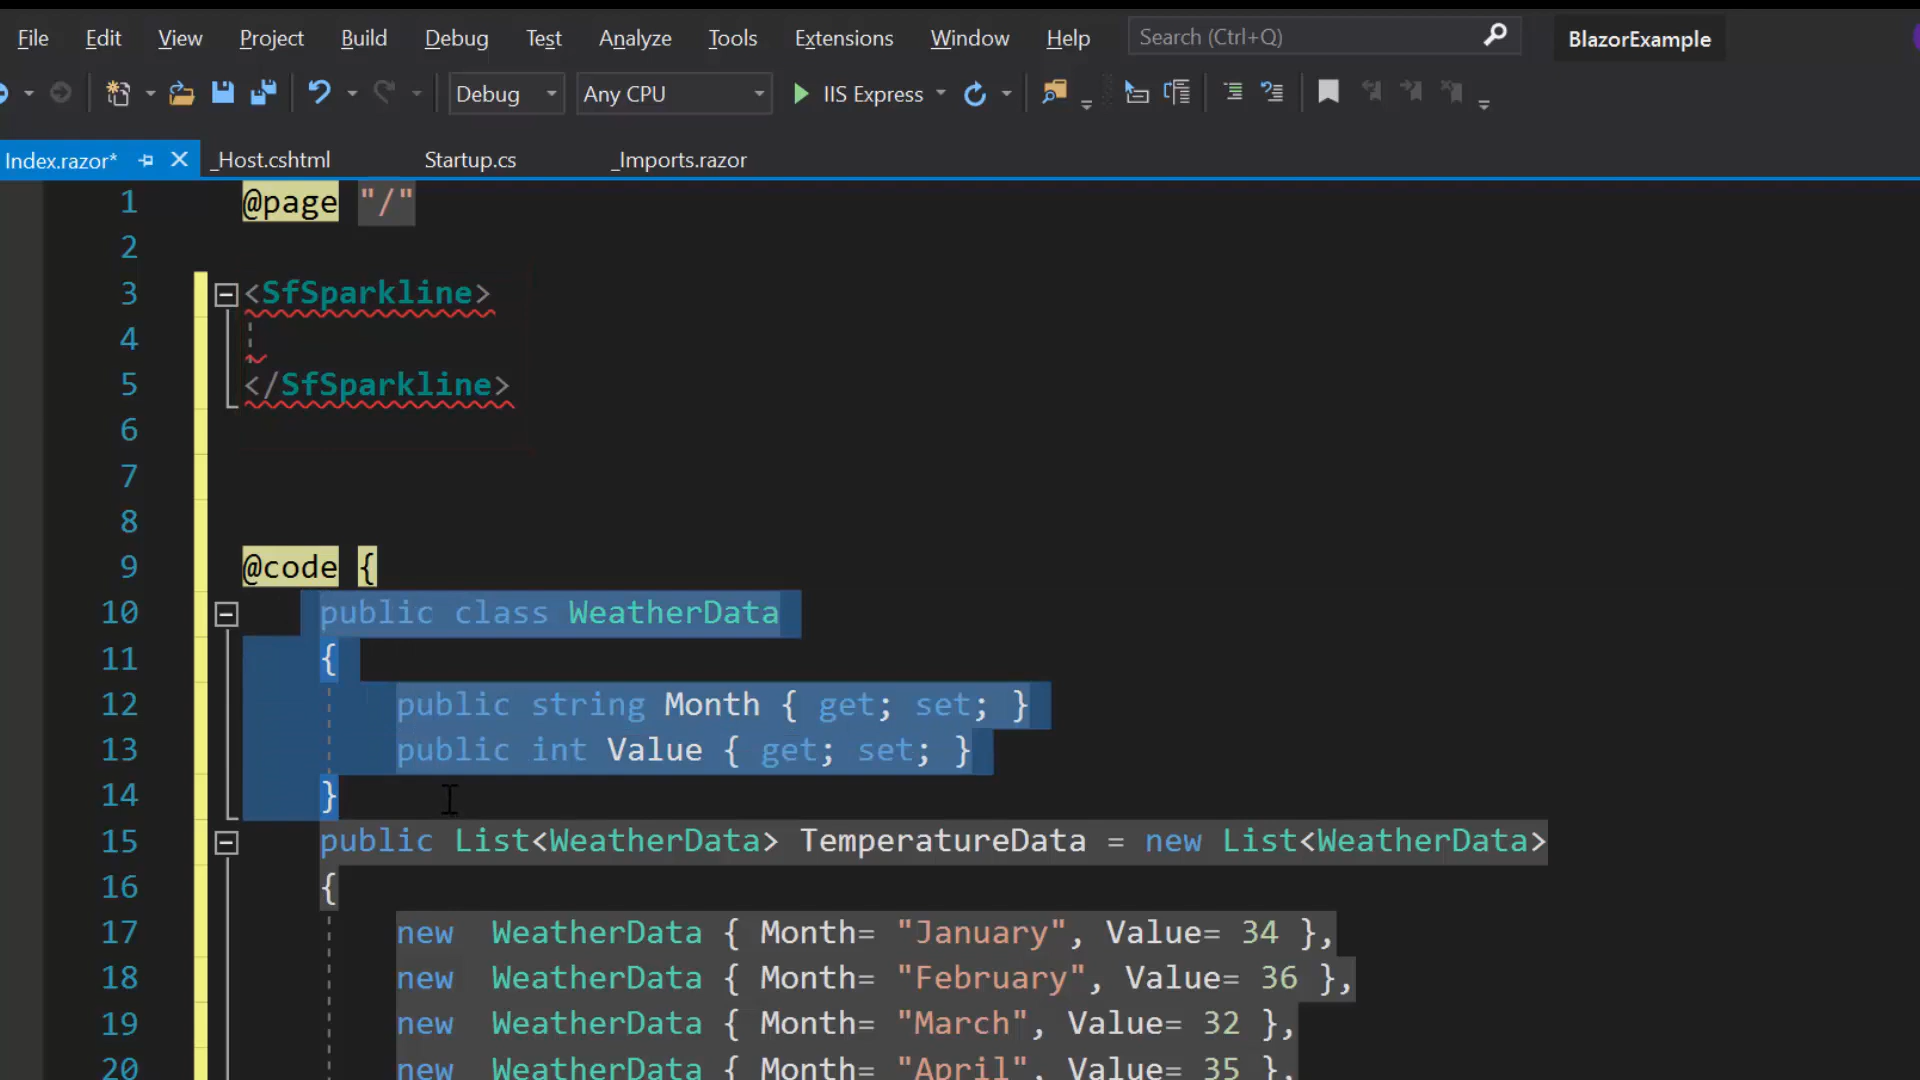 File Edit View Project Build Debug Test Analyze Tools Extensions Window Help Search (Ctrl+Q) BlazorExample
Debug Any CPU IIS Express
Index.razor* _Host.cshtml Startup.cs _Imports.razor
1 @page "/"
2
3 <SfSparkline>
4
5 </SfSparkline>
6
7
8
9 @code {
10 public class WeatherData
11 {
12 public string Month { get; set; }
13 public int Value { get; set; }
14 }
15 public List<WeatherData> TemperatureData = new List<WeatherData>
16 {
17 new WeatherData { Month= "January", Value= 34 },
18 new WeatherData { Month= "February", Value= 36 },
19 new WeatherData { Month= "March", Value= 32 },
20 new WeatherData { Month= "April", Value= 35 },